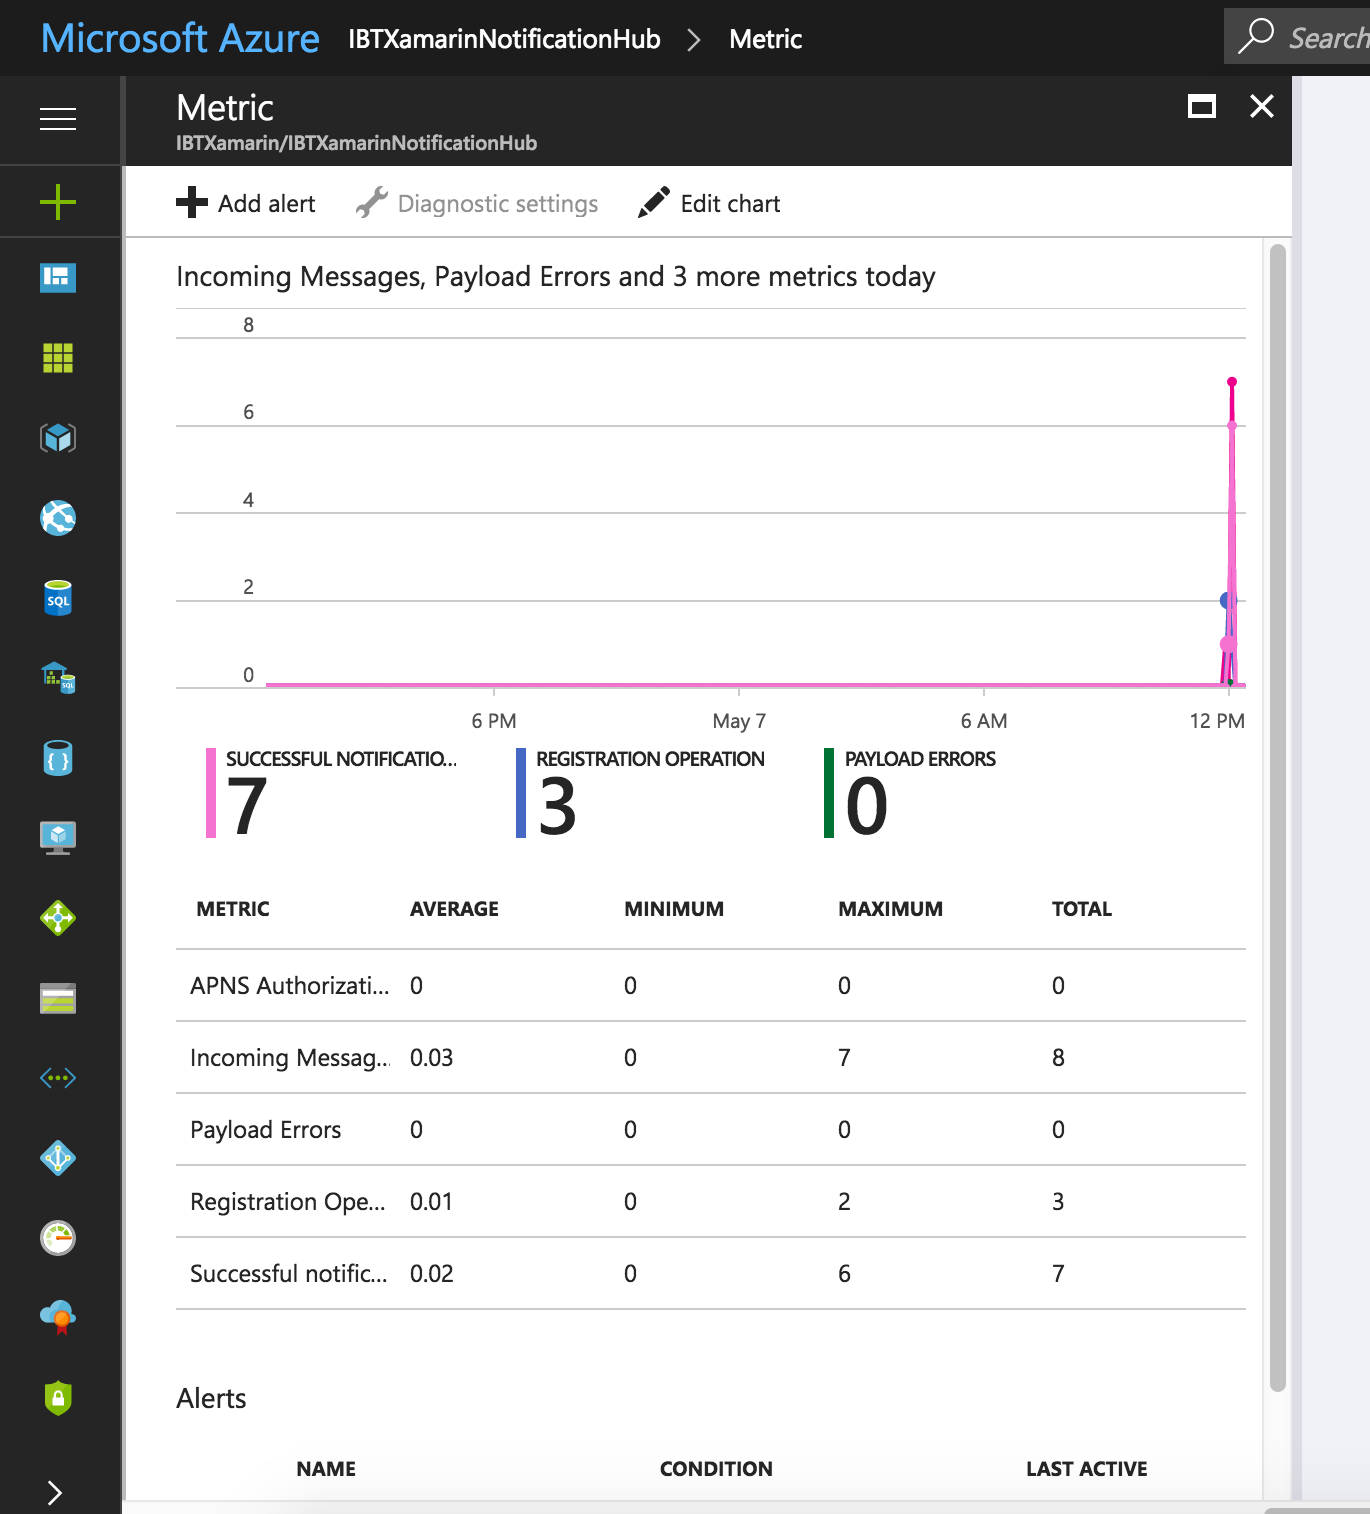 Microsoft Azure IBTXamarinNotificationHub > Metric Search
Metric
IBTXamarin/IBTXamarinNotificationHub
Add alert Diagnostic settings Edit chart
Incoming Messages, Payload Errors and 3 more metrics today
8
6
4
2
0
6 PM May 7 6 AM 12 PM
SUCCESSFUL NOTIFICATIO... REGISTRATION OPERATION PAYLOAD ERRORS
7 3 0
METRIC AVERAGE MINIMUM MAXIMUM TOTAL
APNS Authorizati... 0 0 0 0
Incoming Messag... 0.03 0 7 8
Payload Errors 0 0 0 0
Registration Ope... 0.01 0 2 3
Successful notific... 0.02 0 6 7
Alerts
NAME CONDITION LAST ACTIVE
SQL
SQL